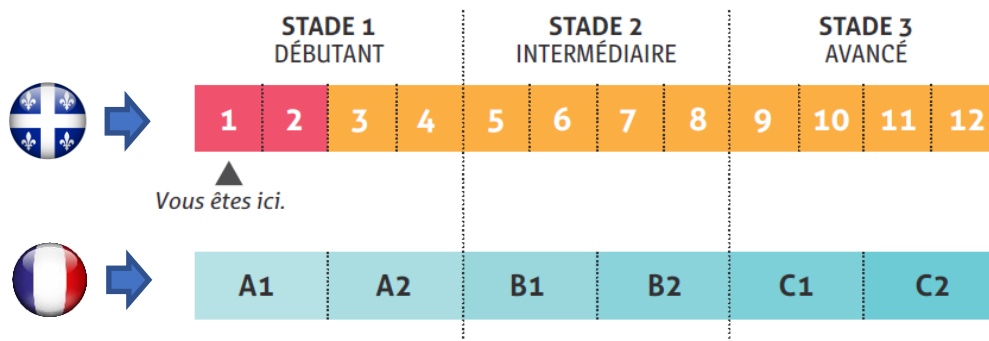 STADE 1 STADE 2 STADE 3
DÉBUTANT INTERMÉDIAIRE AVANCÉ
1 2 3 4 5 6 7 8 9 10 11 12
Vous êtes ici.
A1 A2 B1 B2 C1 C2